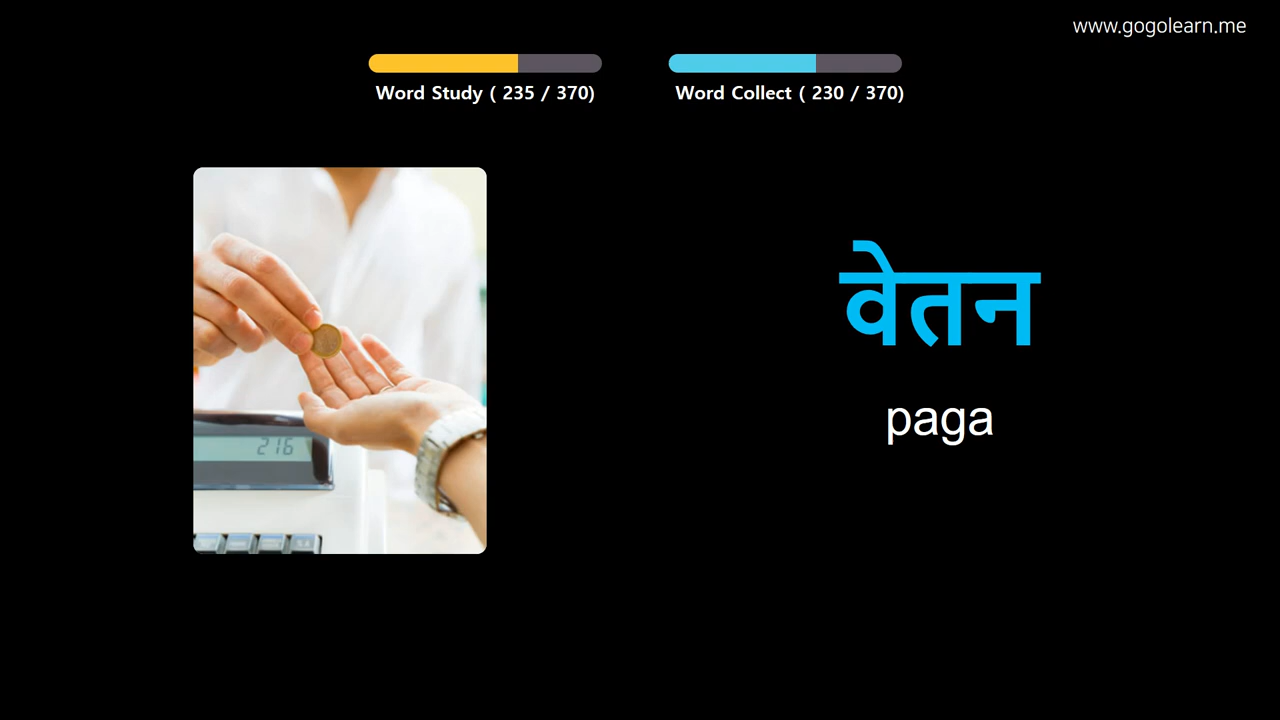 www.gogolearn.me
Word Study ( 235 / 370)
Word Collect ( 230 / 370)
वेतन
paga
216